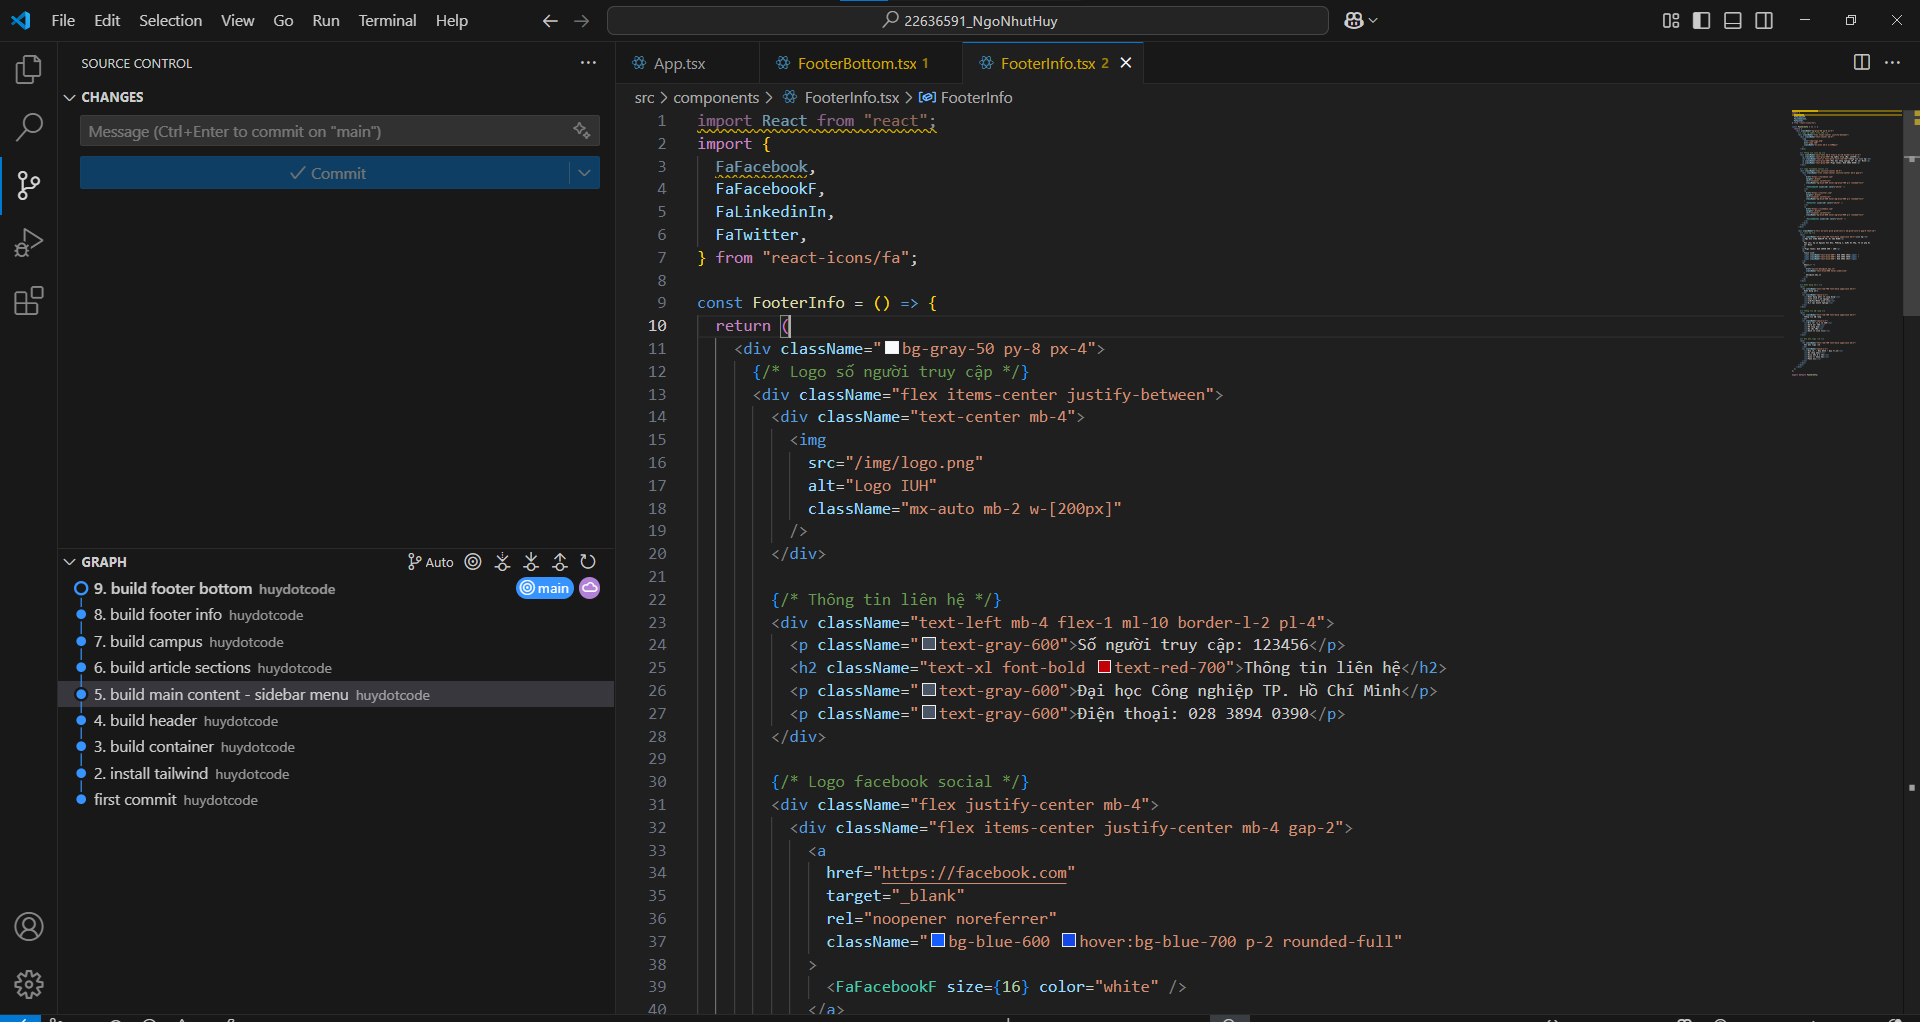 File Edit Selection View Go Run Terminal Help
22636591_NgoNhutHuy
SOURCE CONTROL
CHANGES
Message (Ctrl+Enter to commit on "main")
Commit
GRAPH
Auto
9. build footer bottom huydotcode
main
8. build footer info huydotcode
7. build campus huydotcode
6. build article sections huydotcode
5. build main content - sidebar menu huydotcode
4. build header huydotcode
3. build container huydotcode
2. install tailwind huydotcode
first commit huydotcode
App.tsx
FooterBottom.tsx 1
FooterInfo.tsx 2
src > components > FooterInfo.tsx > FooterInfo
1 import React from "react";
2 import {
3 FaFacebook,
4 FaFacebookF,
5 FaLinkedinIn,
6 FaTwitter,
7 } from "react-icons/fa";
8
9 const FooterInfo = () => {
10 return (
11 <div className="bg-gray-50 py-8 px-4">
12 {/* Logo số người truy cập */}
13 <div className="flex items-center justify-between">
14 <div className="text-center mb-4">
15 <img
16 src="/img/logo.png"
17 alt="Logo IUH"
18 className="mx-auto mb-2 w-[200px]"
19 />
20 </div>
21
22 {/* Thông tin liên hệ */}
23 <div className="text-left mb-4 flex-1 ml-10 border-l-2 pl-4">
24 <p className="text-gray-600">Số người truy cập: 123456</p>
25 <h2 className="text-xl font-bold text-red-700">Thông tin liên hệ</h2>
26 <p className="text-gray-600">Đại học Công nghiệp TP. Hồ Chí Minh</p>
27 <p className="text-gray-600">Điện thoại: 028 3894 0390</p>
28 </div>
29
30 {/* Logo facebook social */}
31 <div className="flex justify-center mb-4">
32 <div className="flex items-center justify-center mb-4 gap-2">
33 <a
34 href="https://facebook.com"
35 target="_blank"
36 rel="noopener noreferrer"
37 className="bg-blue-600 hover:bg-blue-700 p-2 rounded-full"
38 >
39 <FaFacebookF size={16} color="white" />
40 </a>